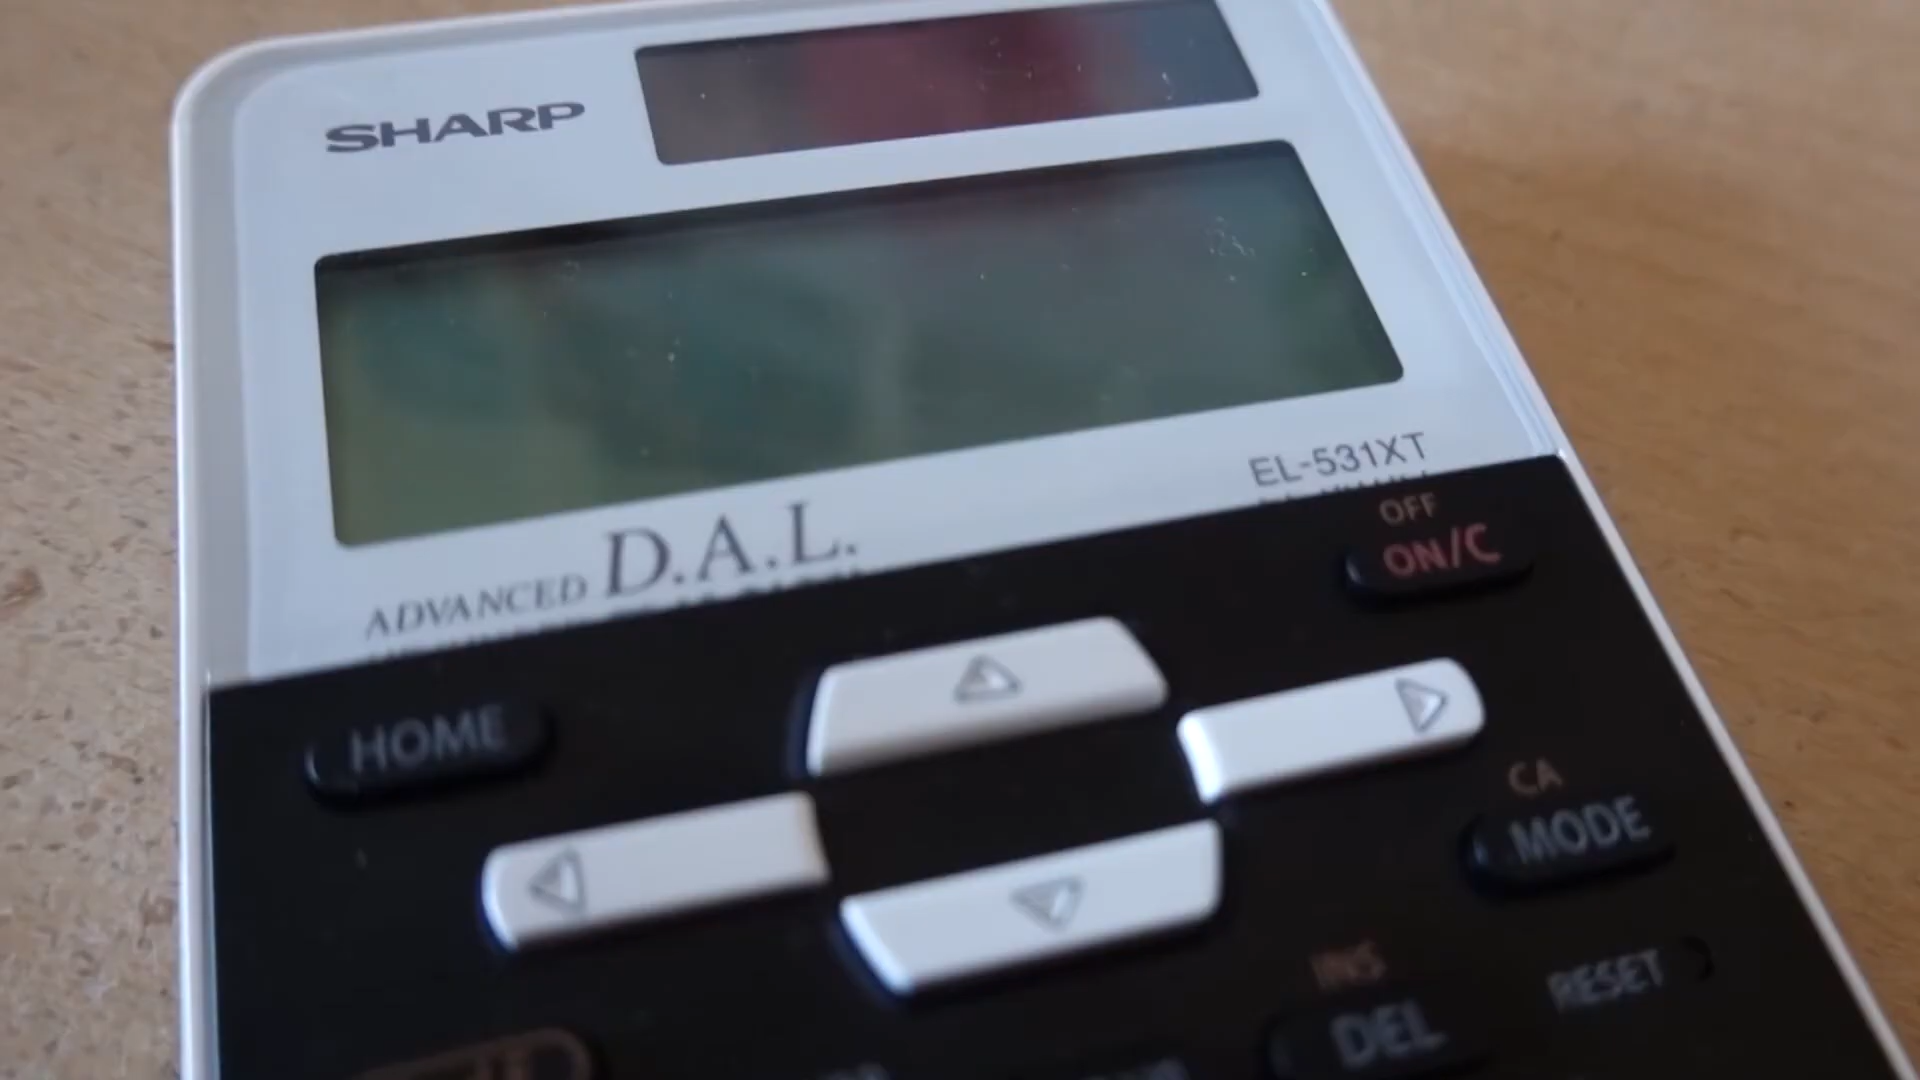 SHARP
EL-531XT
ADVANCED D.A.L.
OFF
ON/C
HOME
CA
MODE
INS
RESET
DEL